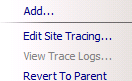 Add...
Edit Site Tracing...
View Trace Logs...
Revert To Parent